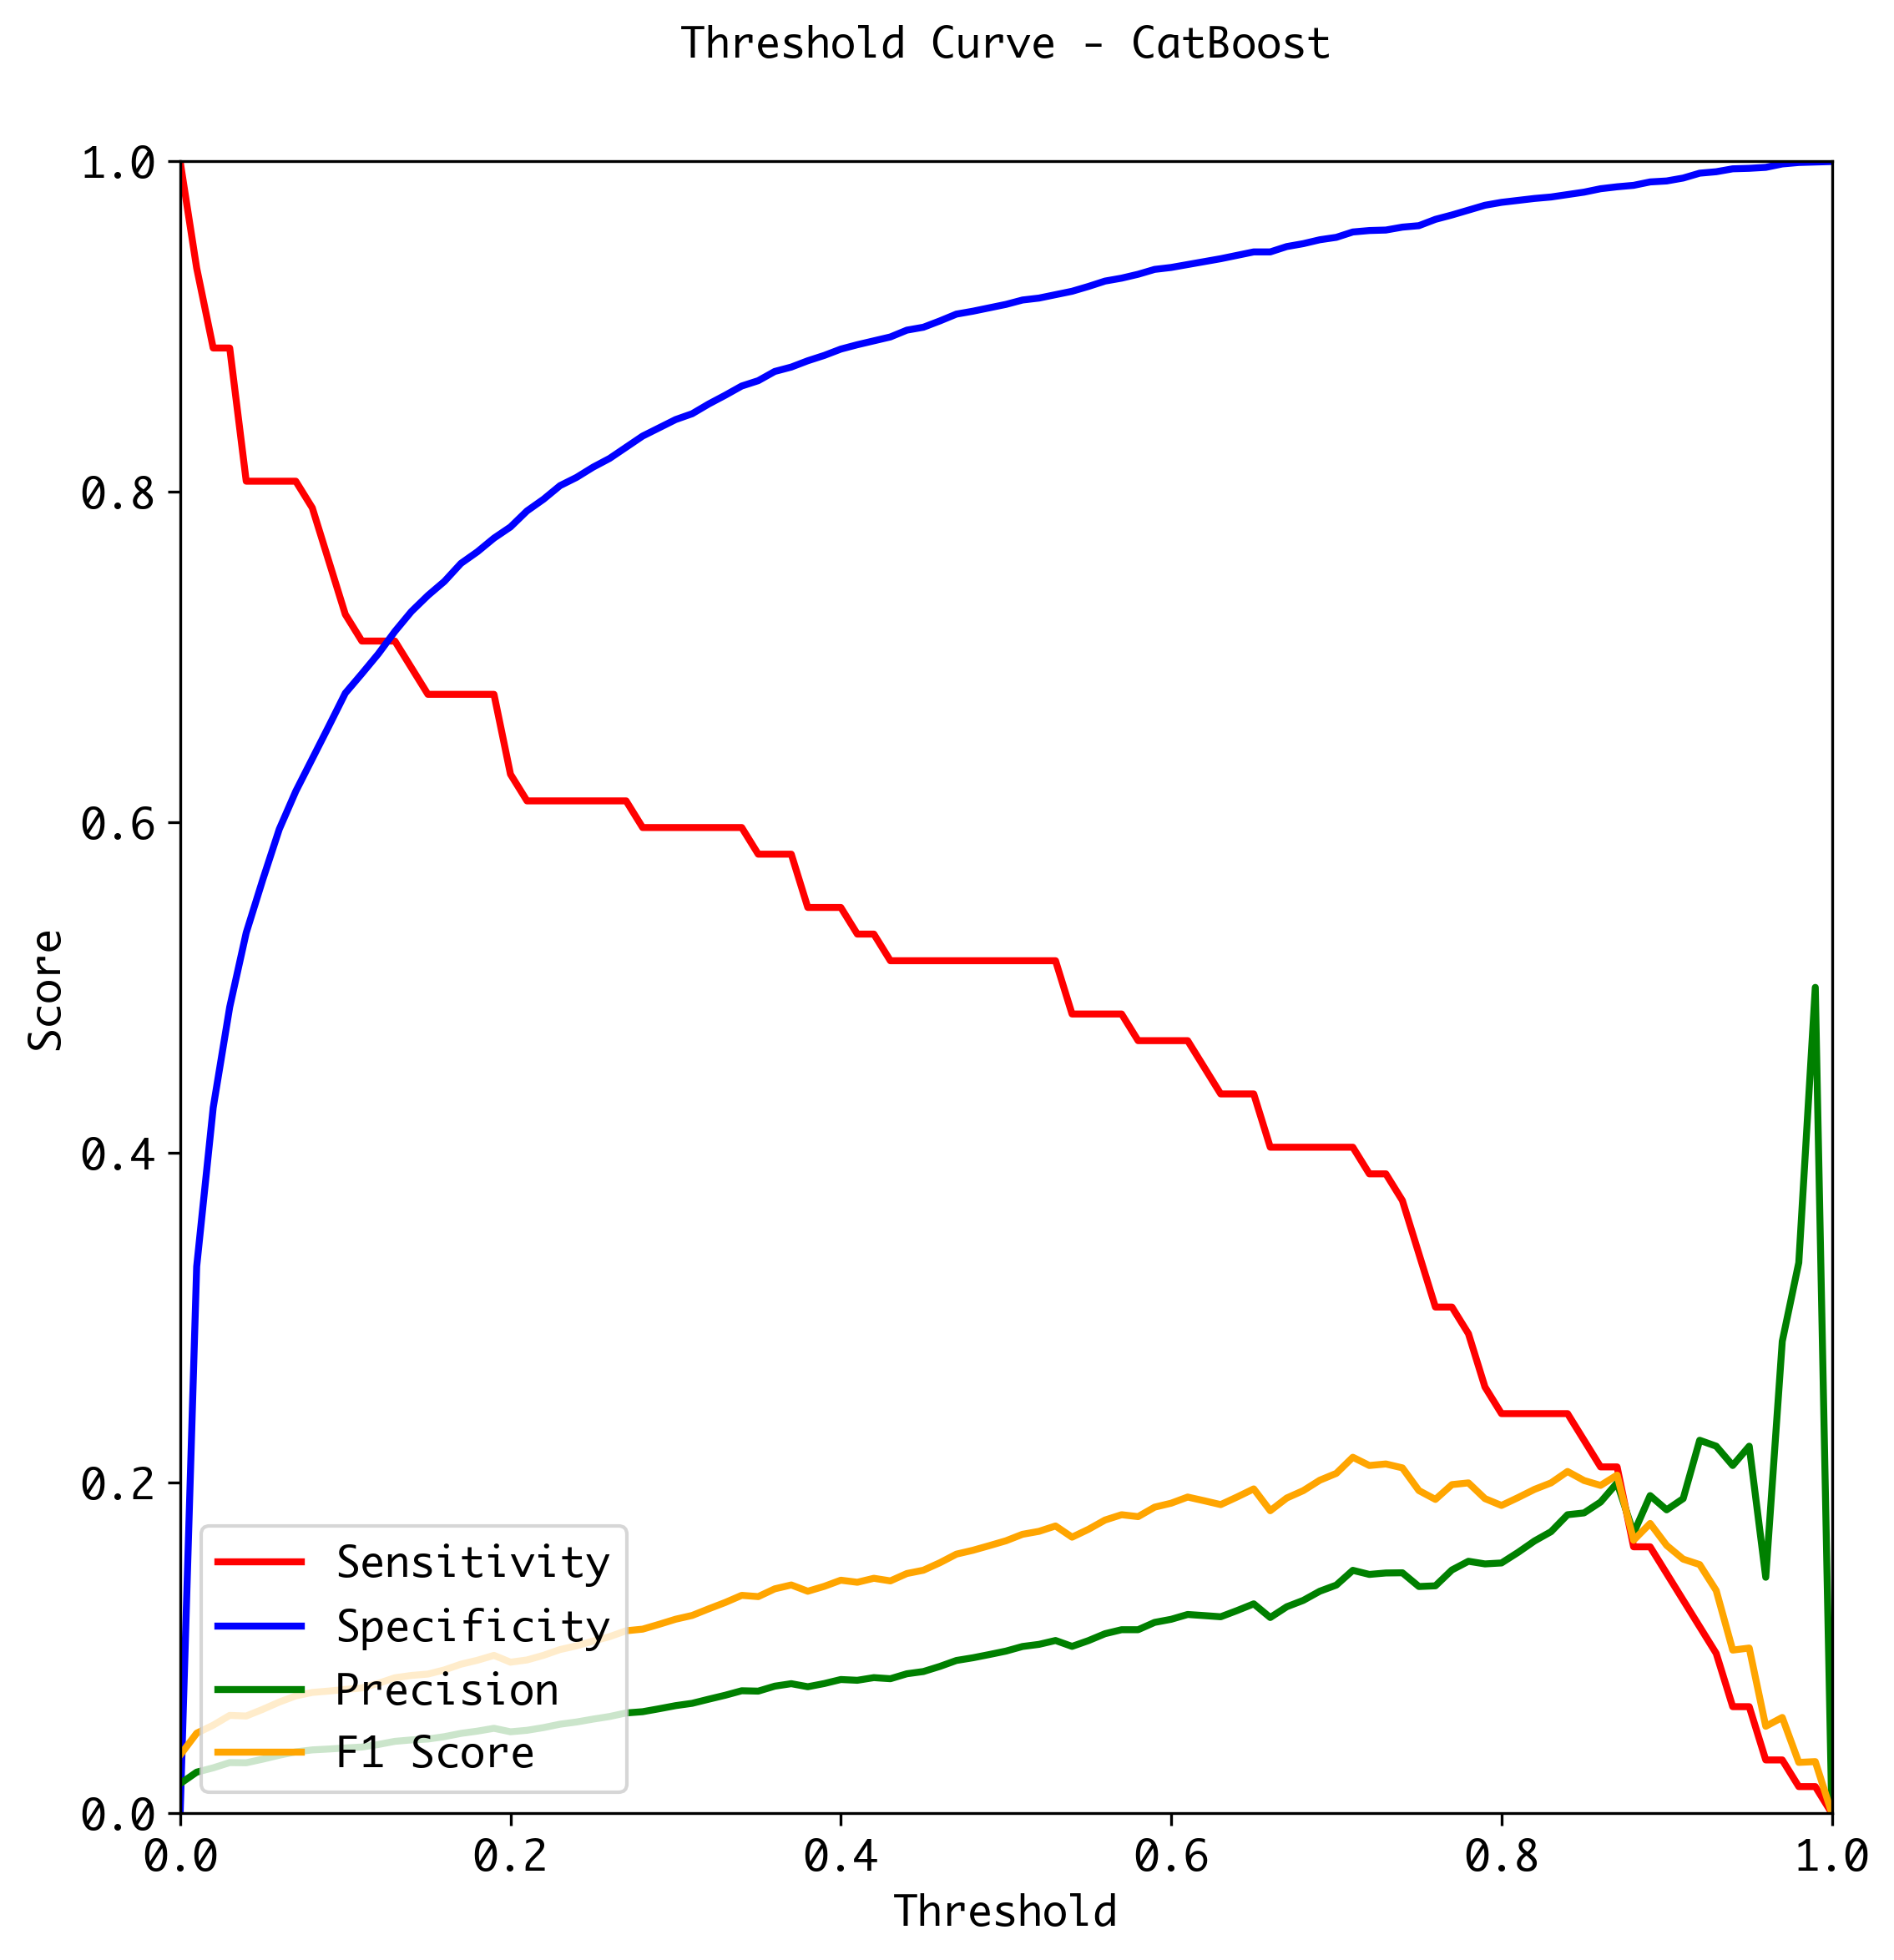 Threshold Curve - CatBoost
1.0
0.8
0.6
0.4
0.2
0.0
Score
Sensitivity
Specificity
Precision
F1 Score
0.0 0.2 0.4 0.6 0.8 1.0
Threshold